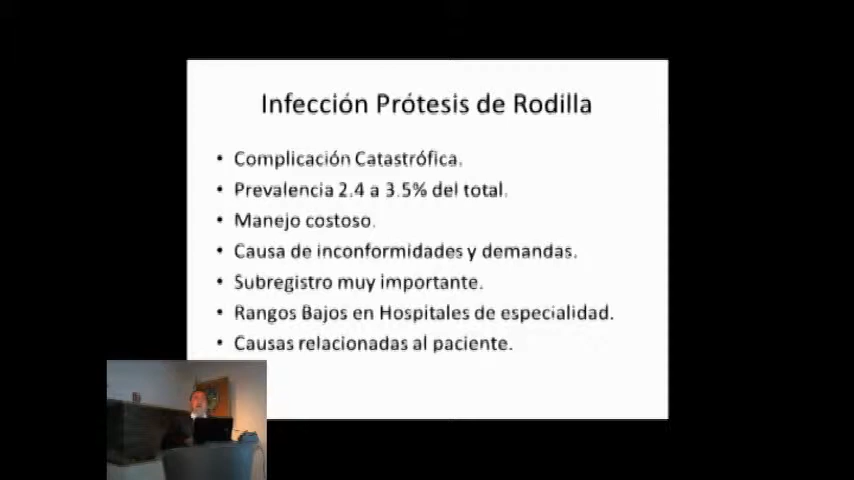 Infección Prótesis de Rodilla
• Complicación Catastrófica.
• Prevalencia 2.4 a 3.5% del total.
• Manejo costoso.
• Causa de inconformidades y demandas.
• Subregistro muy importante.
• Rangos Bajos en Hospitales de especialidad.
• Causas relacionadas al paciente.